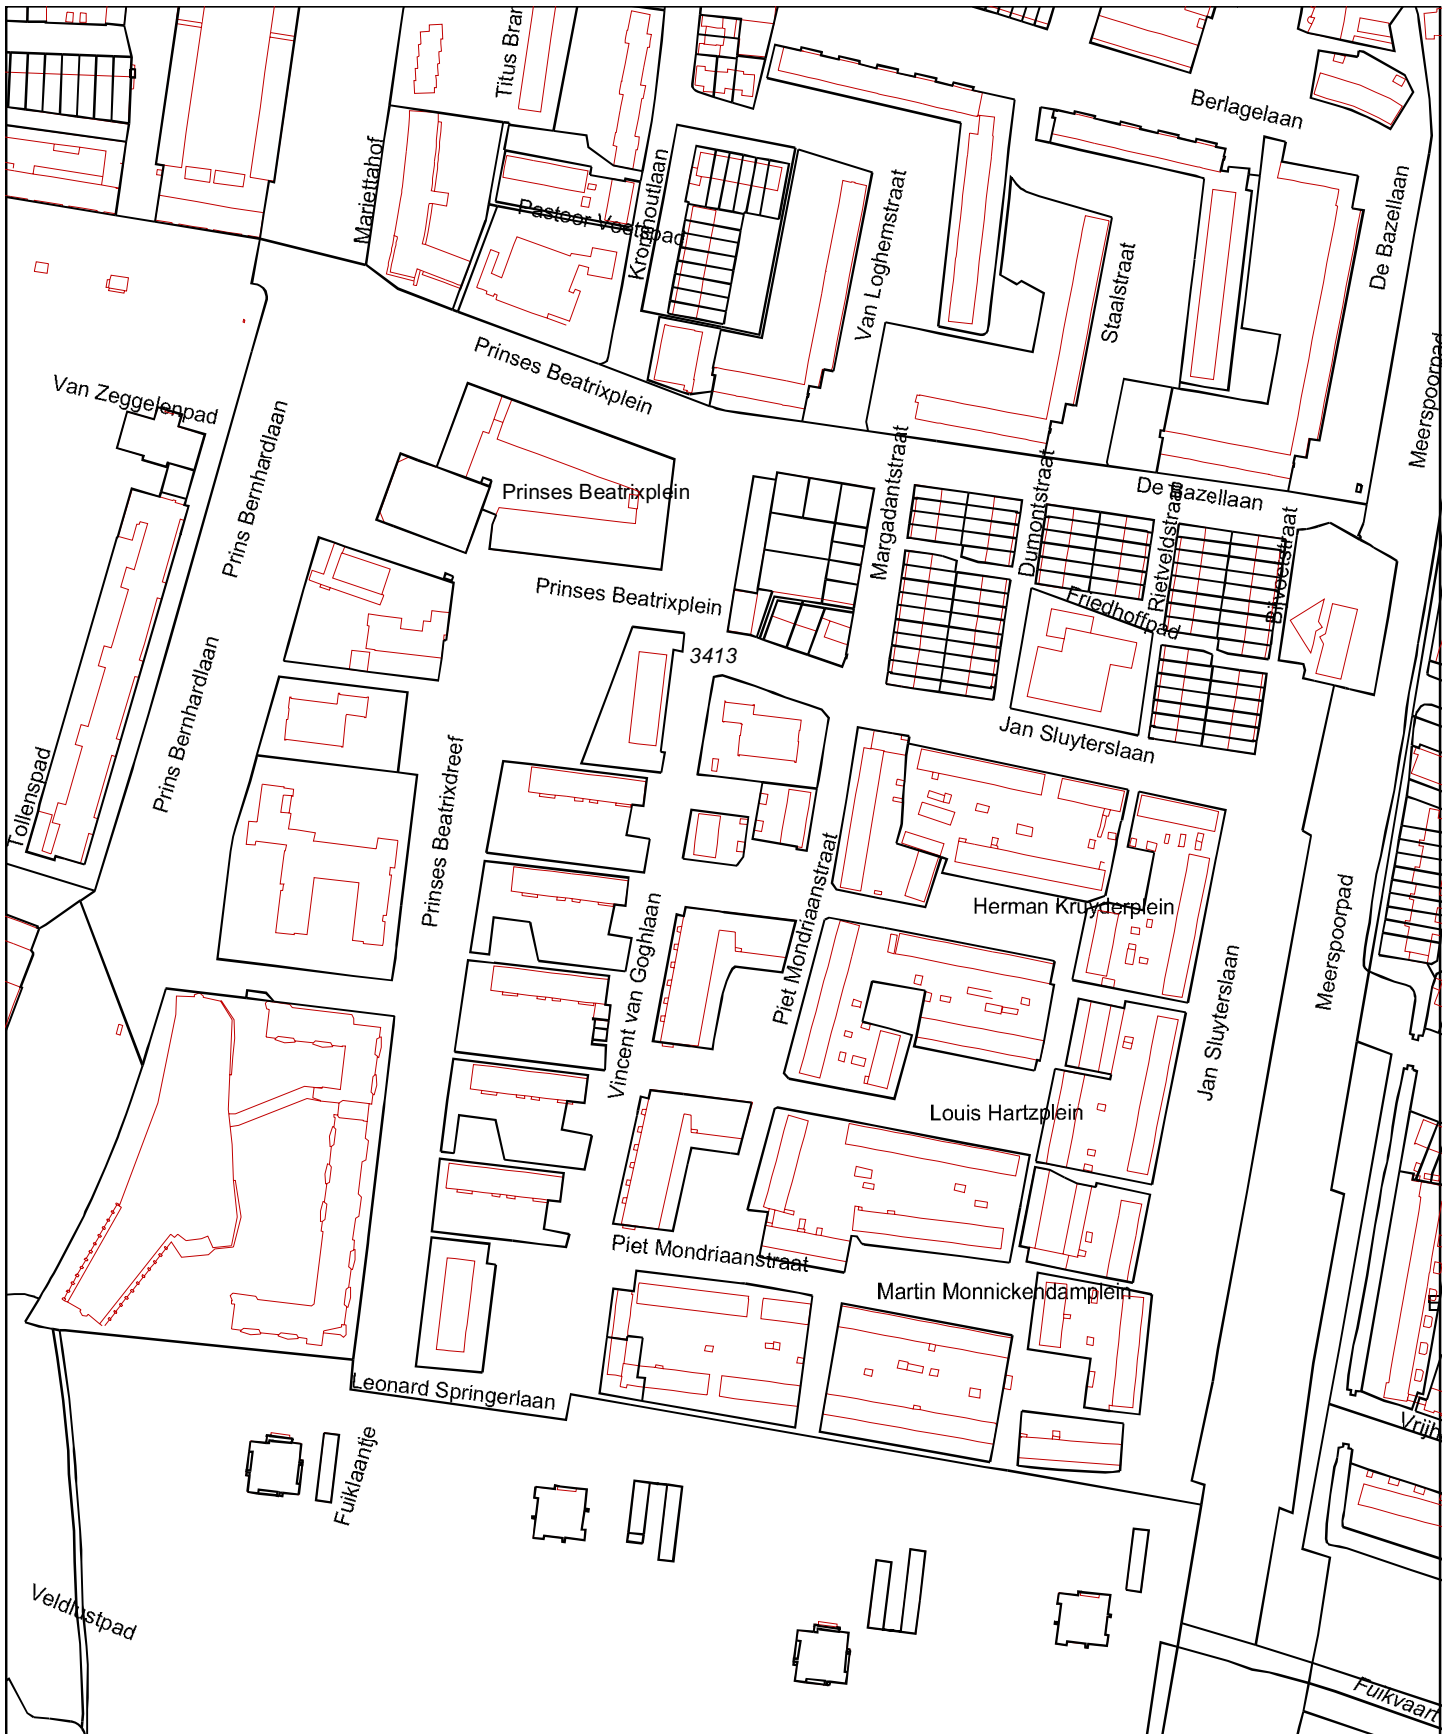 Titus Bran
Berlagelaan
Mariettahof
Kromhoutlaan
Pastoor Voetspad
Van Loghemstraat
De Bazellaan
Staalstraat
Meerspoorpad
Prinses Beatrixplein
Van Zeggelenpad
Prins Bernhardlaan
Prinses Beatrixplein
Margadantstraat
Dumontstraat
De Bazellaan
Rietveldstraat
Bijvoetstraat
Prinses Beatrixplein
Friedhoffpad
3413
Prins Bernhardlaan
Jan Sluyterslaan
Tollenspad
Prinses Beatrixdreef
Piet Mondriaanstraat
Herman Kruyderplein
Vincent van Goghlaan
Meerspoorpad
Jan Sluyterslaan
Louis Hartzplein
Piet Mondriaanstraat
Martin Monnickendamplein
Leonard Springerlaan
Vrijh
Fuiklaantje
Veldlustpad
Fuikvaart